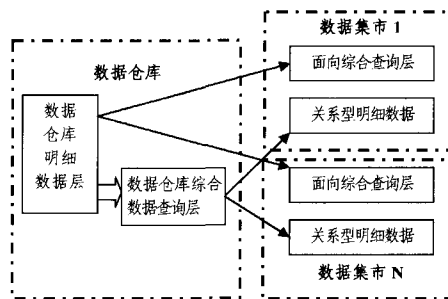 数据集市 1
面向综合查询层
关系型明细数据
数据仓库
数据
仓库
明细
数据层
数据仓库综合
数据查询层
面向综合查询层
关系型明细数据
数据集市 N